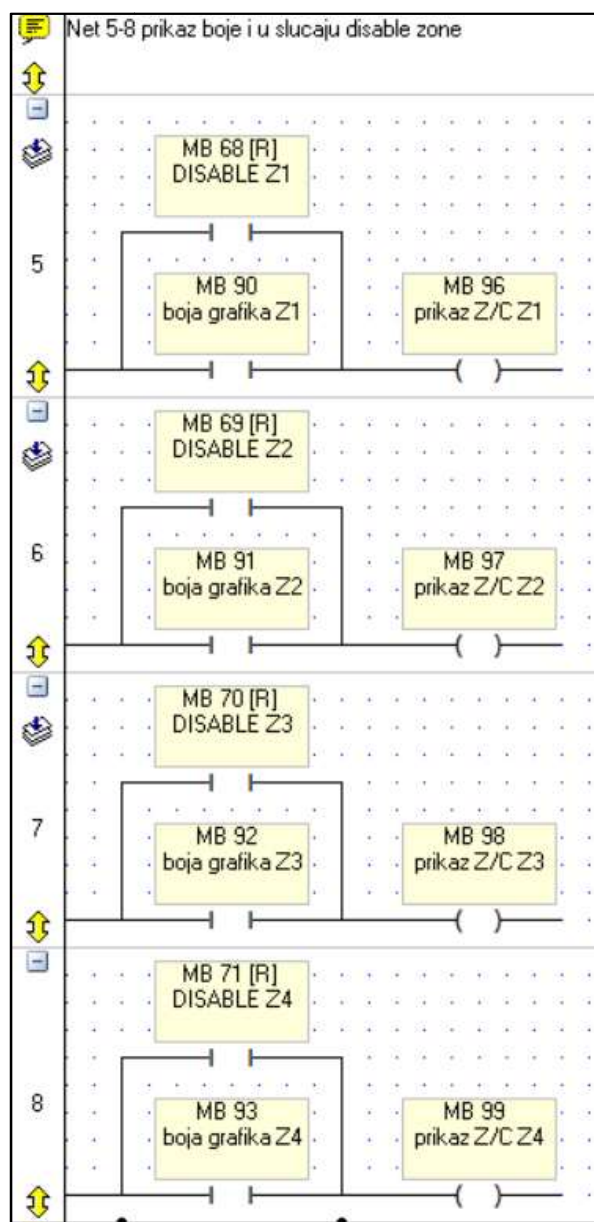 Net 5-8 prikaz boje i u slucaju disable zone
MB 68 [R]
DISABLE Z1
5
MB 90
boja grafika Z1
MB 96
prikaz Z/C Z1
MB 69 [R]
DISABLE Z2
6
MB 91
boja grafika Z2
MB 97
prikaz Z/C Z2
MB 70 [R]
DISABLE Z3
7
MB 92
boja grafika Z3
MB 98
prikaz Z/C Z3
MB 71 [R]
DISABLE Z4
8
MB 93
boja grafika Z4
MB 99
prikaz Z/C Z4